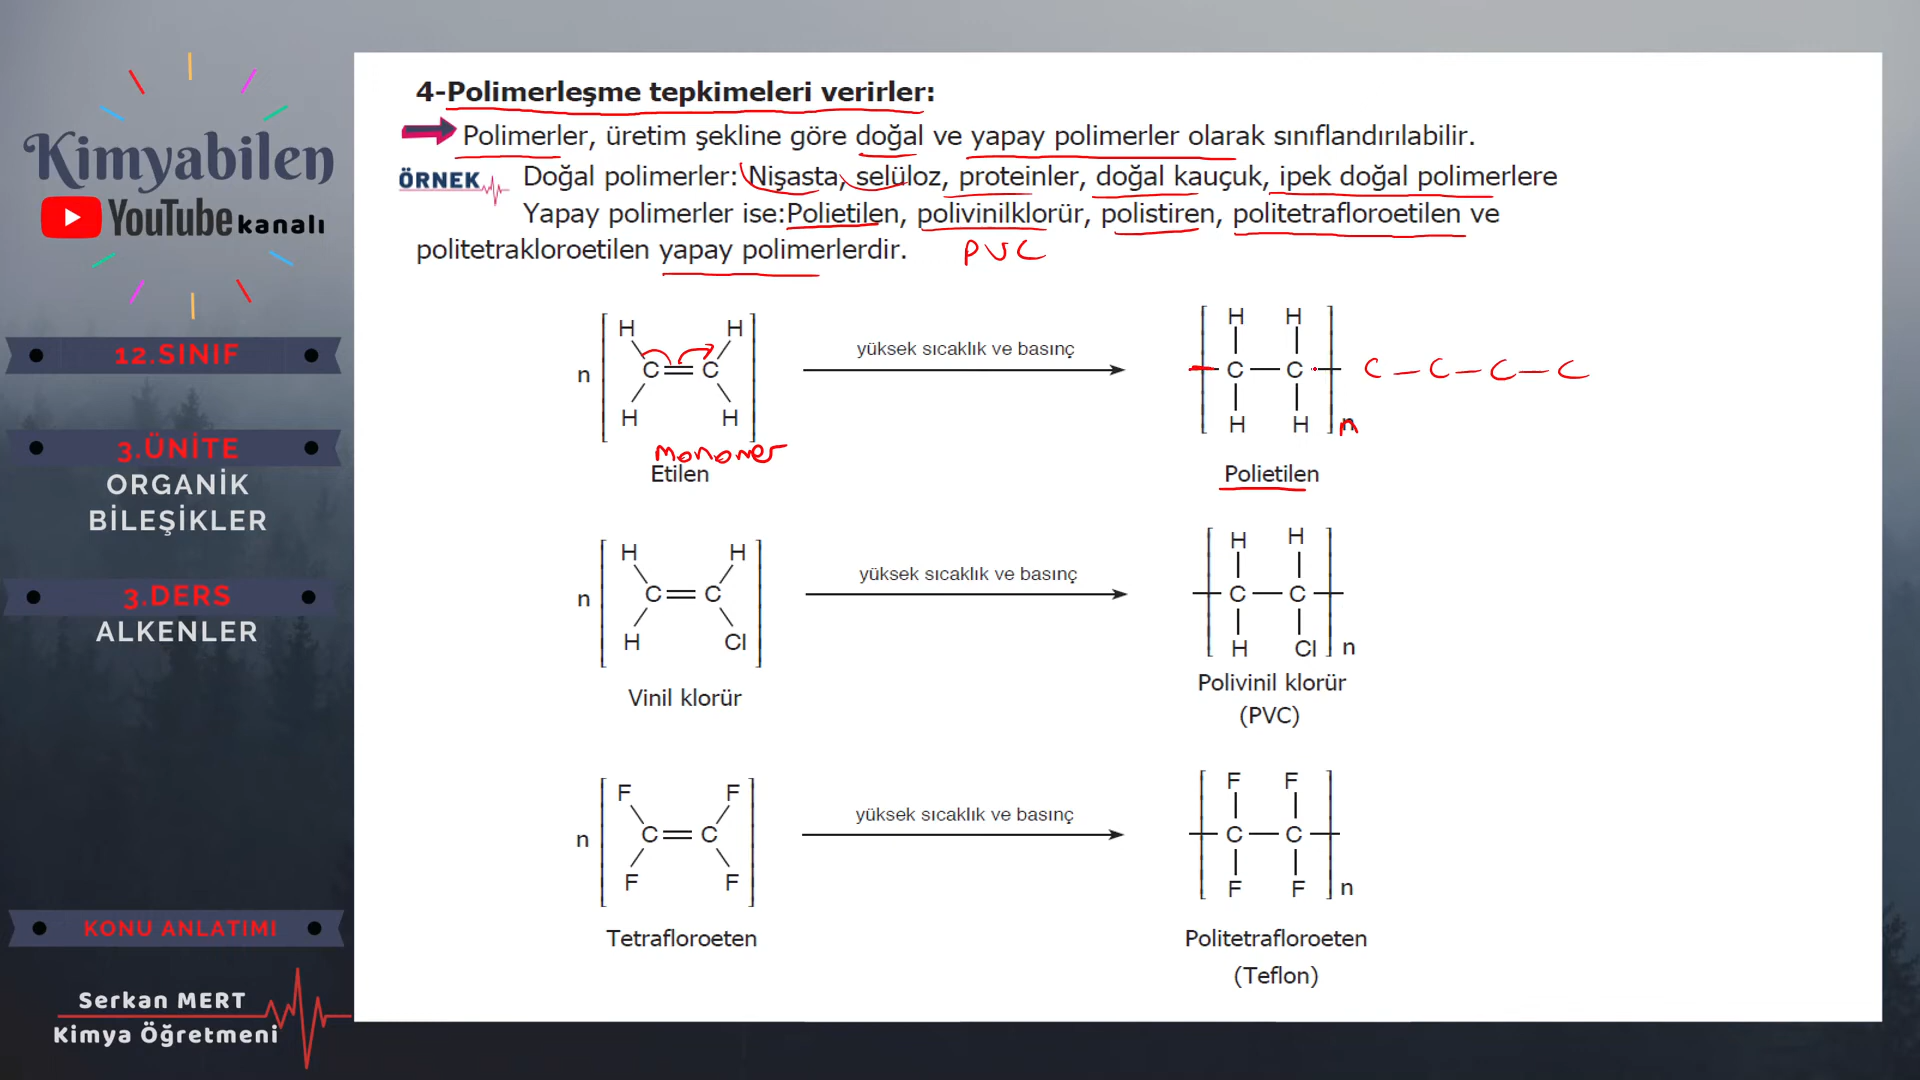 Kimyabilen
YouTube kanalı
12.SINIF
3.ÜNİTE
ORGANİK
BİLEŞİKLER
3.DERS
ALKENLER
KONU ANLATIMI
Serkan MERT
Kimya Öğretmeni
4-Polimerleşme tepkimeleri verirler:
Polimerler, üretim şekline göre doğal ve yapay polimerler olarak sınıflandırılabilir.
ÖRNEK Doğal polimerler: Nişasta, selüloz, proteinler, doğal kauçuk, ipek doğal polimerlere
Yapay polimerler ise:Polietilen, polivinilklorür, polistiren, politetrafloroetilen ve
politetrakloroetilen yapay polimerlerdir. PVC
H H H H
yüksek sıcaklık ve basınç
n C = C C — C C – C – C – C
H H H H n
monomer
Etilen Polietilen
H H H H
yüksek sıcaklık ve basınç
n C = C C — C
H Cl H Cl n
Vinil klorür Polivinil klorür
(PVC)
F F F F
yüksek sıcaklık ve basınç
n C = C C — C
F F F F n
Tetrafloroeten Politetrafloroeten
(Teflon)